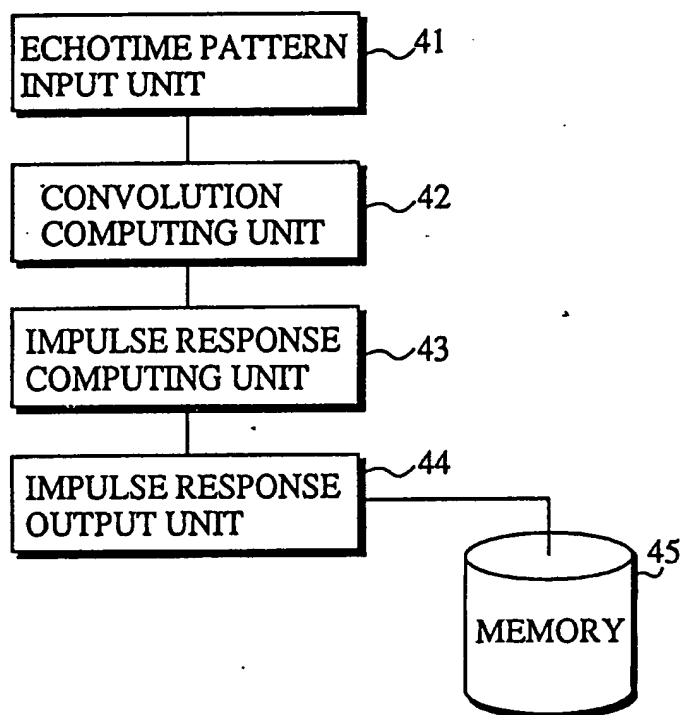 ECHOTIME PATTERN
INPUT UNIT
41
CONVOLUTION
COMPUTING UNIT
42
IMPULSE RESPONSE
COMPUTING UNIT
43
IMPULSE RESPONSE
OUTPUT UNIT
44
45
MEMORY